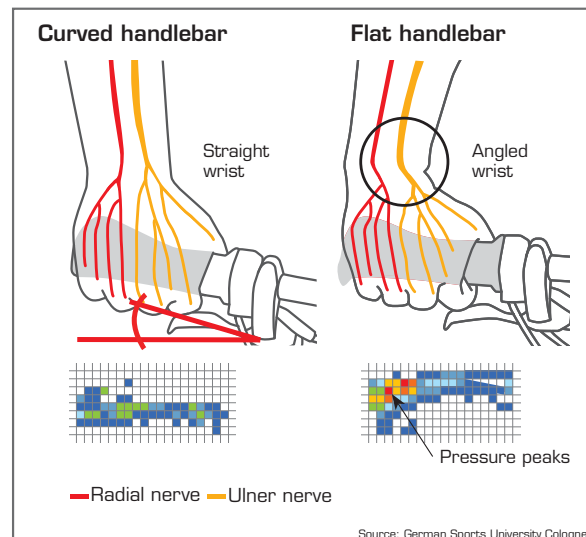 Curved handlebar
Flat handlebar
Straight
wrist
Angled
wrist
Pressure peaks
Radial nerve
Ulner nerve
Source: German Sports University Cologne